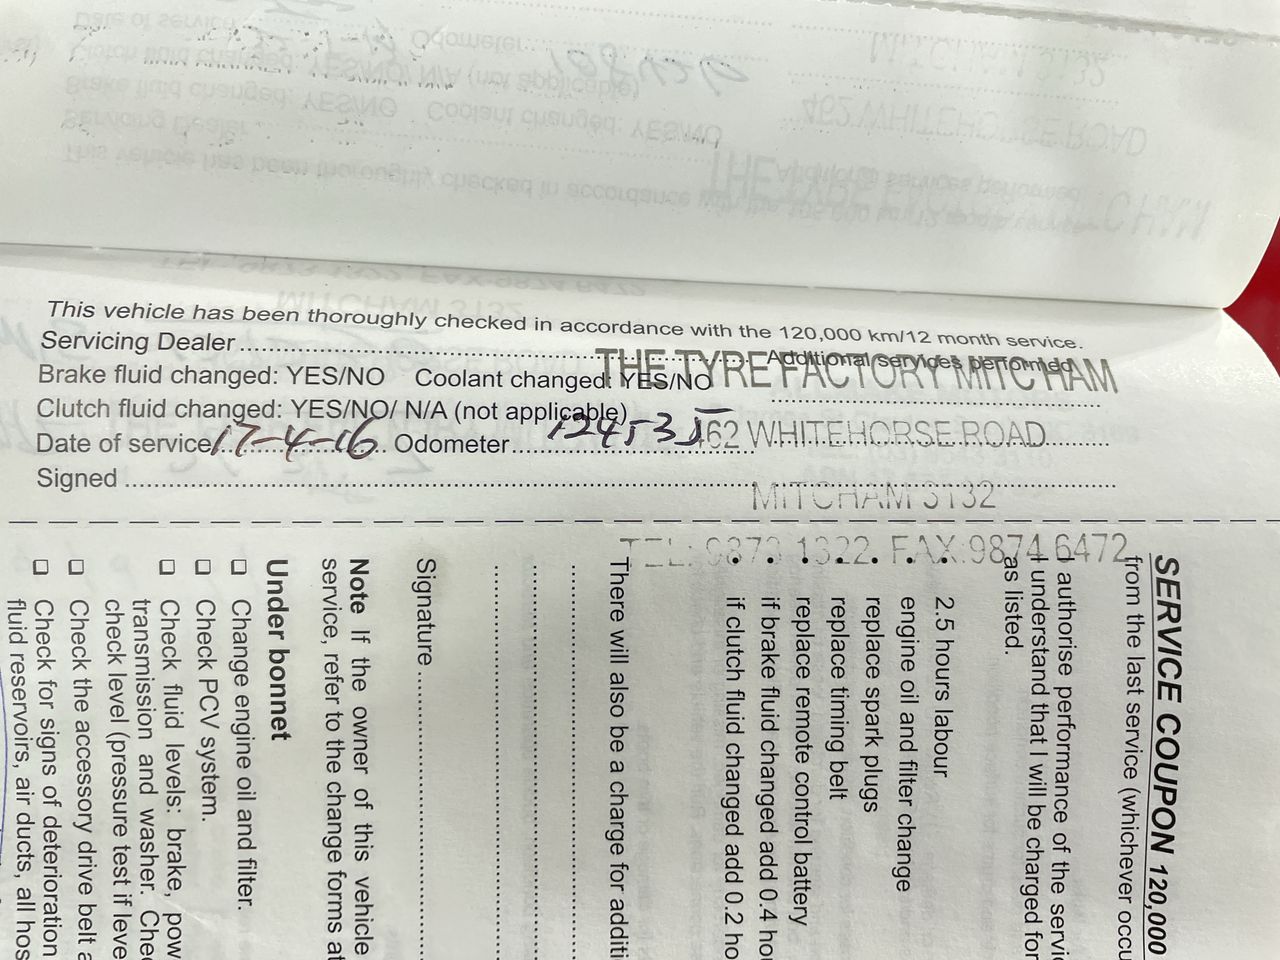 This vehicle has been thoroughly checked in accordance with the 120,000 km/12 month service.
Servicing Dealer
Additional services performed
THE TYRE FACTORY MITCHAM
Brake fluid changed: YES/NO Coolant changed: YES/NO
Clutch fluid changed: YES/NO/ N/A (not applicable)
Date of service 17-4-16 Odometer 124535
462 WHITEHORSE ROAD
Signed
MITCHAM 3132
TEL: 9873 1322. FAX:9874 6472
SERVICE COUPON 120,000
from the last service (whichever occu
I authorise performance of the servic
I understand that I will be charged for
as listed.
• 2.5 hours labour
• engine oil and filter change
• replace spark plugs
• replace timing belt
• replace remote control battery
• if brake fluid changed add 0.4 hou
• if clutch fluid changed add 0.2 ho
There will also be a charge for additi
Signature
Note If the owner of this vehicle
service, refer to the change forms at
Under bonnet
❑ Change engine oil and filter.
❑ Check PCV system.
❑ Check fluid levels: brake, pow
transmission and washer. Chec
check level (pressure test if leve
❑ Check the accessory drive belt a
❑ Check for signs of deterioration
fluid reservoirs, air ducts, all hos